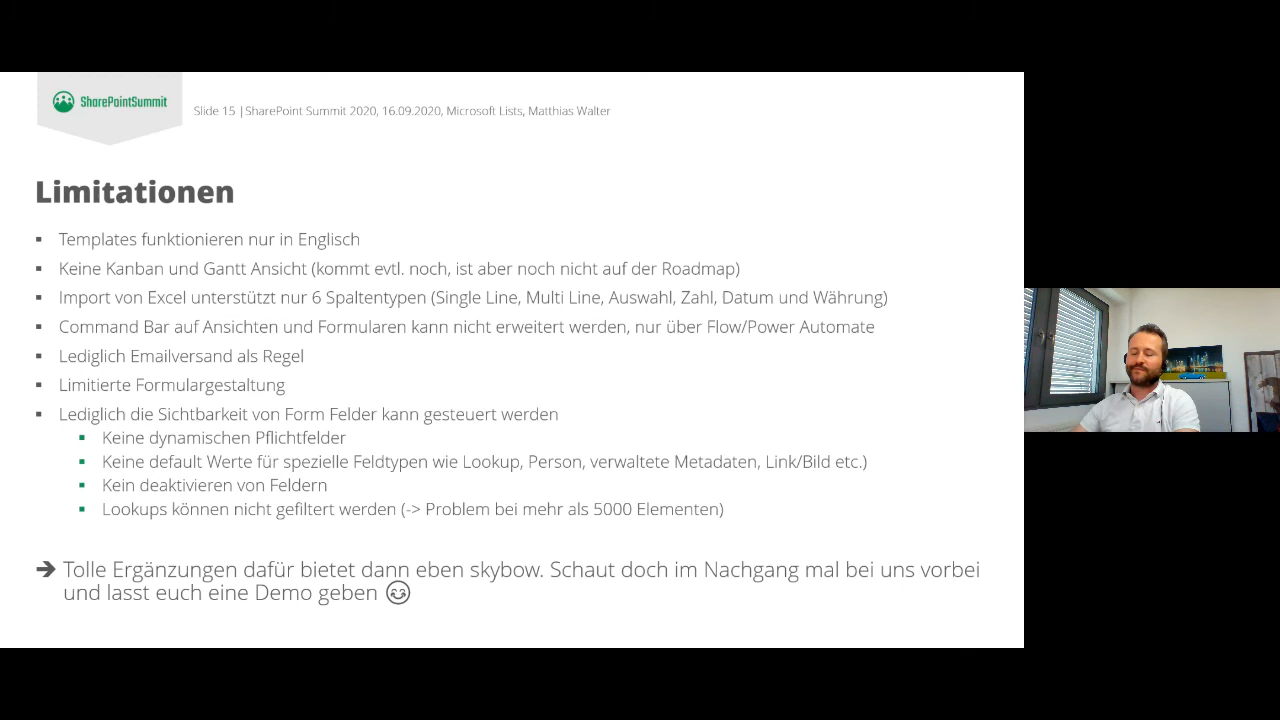 SharePointSummit
Slide 15 |SharePoint Summit 2020, 16.09.2020, Microsoft Lists, Matthias Walter
Limitationen
Templates funktionieren nur in Englisch
Keine Kanban und Gantt Ansicht (kommt evtl. noch, ist aber noch nicht auf der Roadmap)
Import von Excel unterstützt nur 6 Spaltentypen (Single Line, Multi Line, Auswahl, Zahl, Datum und Währung)
Command Bar auf Ansichten und Formularen kann nicht erweitert werden, nur über Flow/Power Automate
Lediglich Emailversand als Regel
Limitierte Formulargestaltung
Lediglich die Sichtbarkeit von Form Felder kann gesteuert werden
Keine dynamischen Pflichtfelder
Keine default Werte für spezielle Feldtypen wie Lookup, Person, verwaltete Metadaten, Link/Bild etc.)
Kein deaktivieren von Feldern
Lookups können nicht gefiltert werden (-> Problem bei mehr als 5000 Elementen)
➔ Tolle Ergänzungen dafür bietet dann eben skybow. Schaut doch im Nachgang mal bei uns vorbei
und lasst euch eine Demo geben 😊